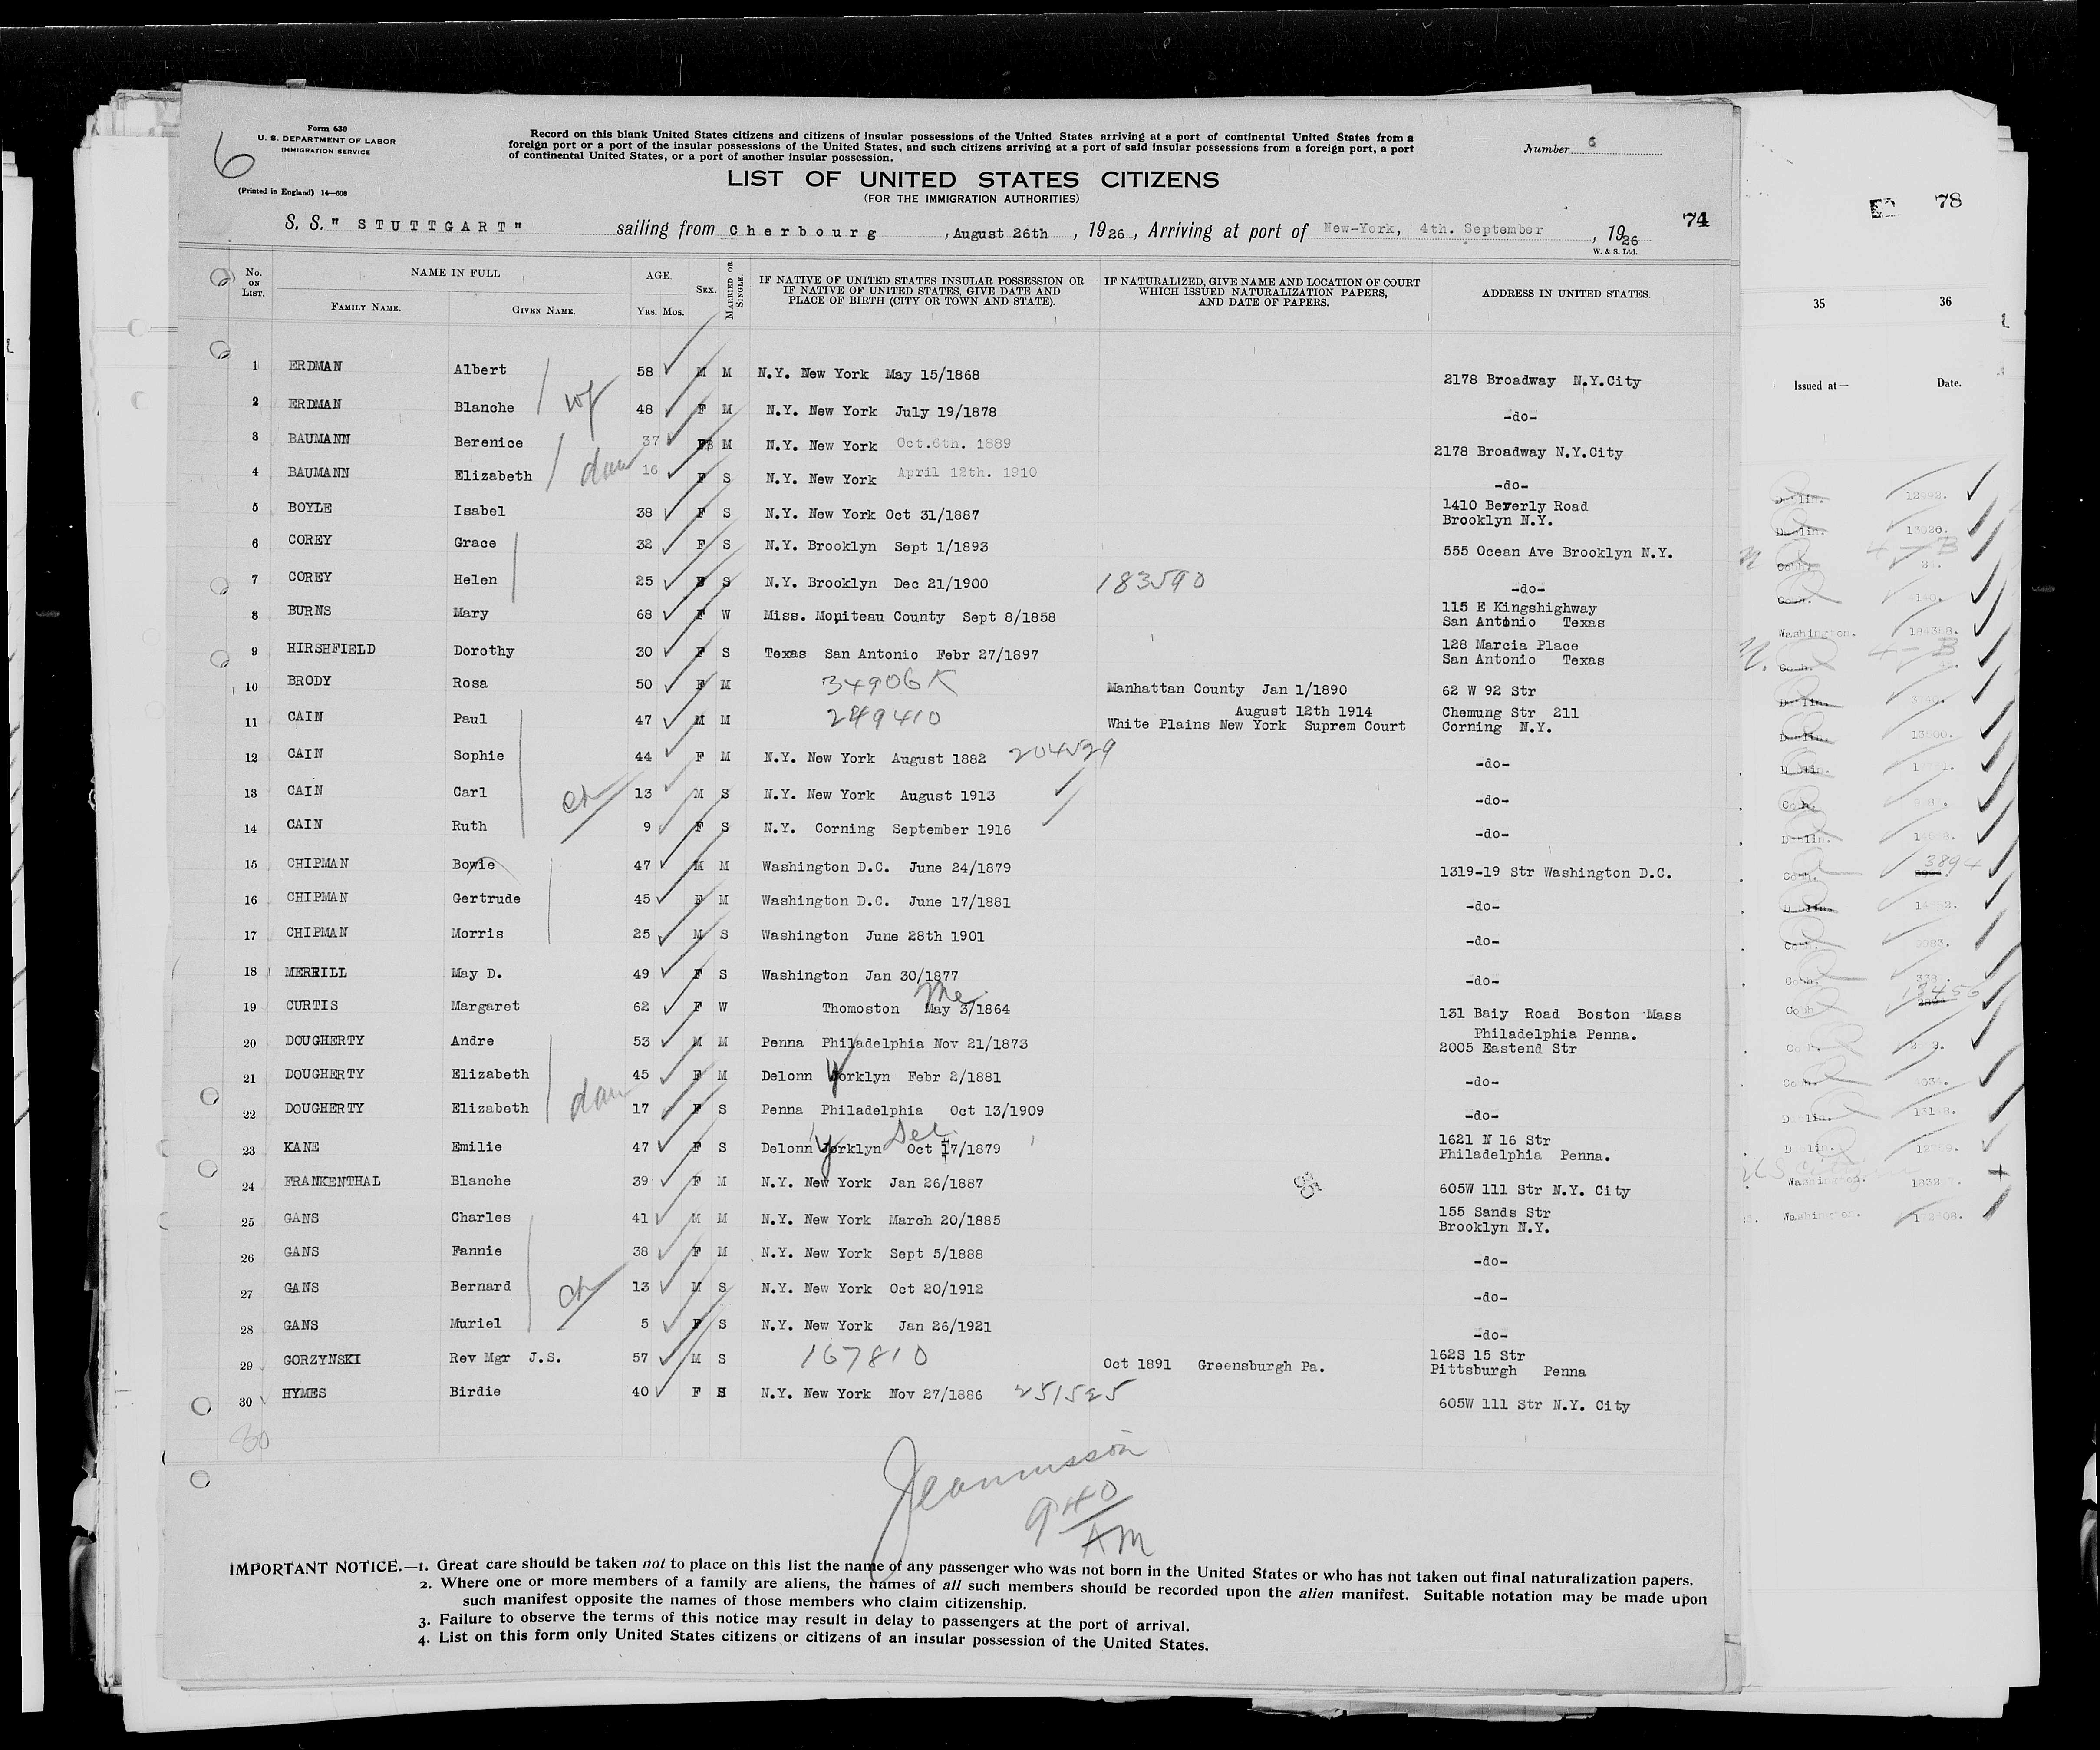 6
Form 630
U. S. DEPARTMENT OF LABOR
IMMIGRATION SERVICE
(Printed in England) 14—608
Record on this blank United States citizens and citizens of insular possessions of the United States arriving at a port of continental United States from a
foreign port or a port of the insular possessions of the United States, and such citizens arriving at a port of said insular possessions from a foreign port, a port
of continental United States, or a port of another insular possession.
Number 6
LIST OF UNITED STATES CITIZENS
(FOR THE IMMIGRATION AUTHORITIES)
74
S. S. "STUTTGART" sailing from Cherbourg, August 26th, 1926, Arriving at port of New-York, 4th. September, 1926
W. & S. Ltd.
No. ON LIST. NAME IN FULL AGE. SEX. MARRIED OR SINGLE. IF NATIVE OF UNITED STATES INSULAR POSSESSION OR IF NATIVE OF UNITED STATES, GIVE DATE AND PLACE OF BIRTH (CITY OR TOWN AND STATE). IF NATURALIZED, GIVE NAME AND LOCATION OF COURT WHICH ISSUED NATURALIZATION PAPERS, AND DATE OF PAPERS. ADDRESS IN UNITED STATES.
FAMILY NAME. GIVEN NAME. YRS. MOS.
1 ERDMAN Albert 58 M M N.Y. New York May 15/1868 2178 Broadway N.Y.City
2 ERDMAN Blanche wf 48 F M N.Y. New York July 19/1878 -do-
3 BAUMANN Berenice 37 M N.Y. New York Oct.6th. 1889 2178 Broadway N.Y.City
4 BAUMANN Elizabeth dau 16 F S N.Y. New York April 12th. 1910 -do-
5 BOYLE Isabel 38 F S N.Y. New York Oct 31/1887 1410 Beverly Road
Brooklyn N.Y.
6 COREY Grace 32 F S N.Y. Brooklyn Sept 1/1893 555 Ocean Ave Brooklyn N.Y.
7 COREY Helen 25 S N.Y. Brooklyn Dec 21/1900 183590 -do-
8 BURNS Mary 68 F W Miss. Moniteau County Sept 8/1858 115 E Kingshighway
San Antonio Texas
9 HIRSHFIELD Dorothy 30 F S Texas San Antonio Febr 27/1897 128 Marcia Place
San Antonio Texas
10 BRODY Rosa 50 F M 34906K Manhattan County Jan 1/1890 62 W 92 Str
11 CAIN Paul 47 M M 249410 August 12th 1914 Chemung Str 211
White Plains New York Suprem Court Corning N.Y.
12 CAIN Sophie 44 F M N.Y. New York August 1882 204529 -do-
13 CAIN Carl ch 13 M S N.Y. New York August 1913 -do-
14 CAIN Ruth 9 F S N.Y. Corning September 1916 -do-
15 CHIPMAN Bowie 47 M M Washington D.C. June 24/1879 1319-19 Str Washington D.C.
16 CHIPMAN Gertrude 45 F M Washington D.C. June 17/1881 -do-
17 CHIPMAN Morris 25 M S Washington June 28th 1901 -do-
18 MERRILL May D. 49 F S Washington Jan 30/1877 -do-
19 CURTIS Margaret 62 F W Thomoston Me May 3/1864 131 Baiy Road Boston Mass
20 DOUGHERTY Andre 53 M M Penna Philadelphia Nov 21/1873 Philadelphia Penna.
2005 Eastend Str
21 DOUGHERTY Elizabeth 45 F M Delonn Yorklyn Febr 2/1881 -do-
22 DOUGHERTY Elizabeth dau 17 F S Penna Philadelphia Oct 13/1909 -do-
23 KANE Emilie 47 F S Delonn Yorklyn Del Oct 17/1879 1621 N 16 Str
Philadelphia Penna.
24 FRANKENTHAL Blanche 39 F M N.Y. New York Jan 26/1887 605W 111 Str N.Y. City
25 GANS Charles 41 M M N.Y. New York March 20/1885 155 Sands Str
Brooklyn N.Y.
26 GANS Fannie 38 F M N.Y. New York Sept 5/1888 -do-
27 GANS Bernard ch 13 M S N.Y. New York Oct 20/1912 -do-
28 GANS Muriel 5 F S N.Y. New York Jan 26/1921 -do-
29 GORZYNSKI Rev Mgr J.S. 57 M S 167810 Oct 1891 Greensburgh Pa. 162S 15 Str
Pittsburgh Penna
30 HYMES Birdie 40 F S N.Y. New York Nov 27/1886 251525 605W 111 Str N.Y. City
30
940
AM
IMPORTANT NOTICE.—1. Great care should be taken not to place on this list the name of any passenger who was not born in the United States or who has not taken out final naturalization papers.
2. Where one or more members of a family are aliens, the names of all such members should be recorded upon the alien manifest. Suitable notation may be made upon
such manifest opposite the names of those members who claim citizenship.
3. Failure to observe the terms of this notice may result in delay to passengers at the port of arrival.
4. List on this form only United States citizens or citizens of an insular possession of the United States.
78
35 36
Issued at— Date.
Dublin.
Dublin. 13026.
4-B
Washington.
4-B
Dublin.
Dublin.
3894
13456
Dublin.
Washington.
Washington.